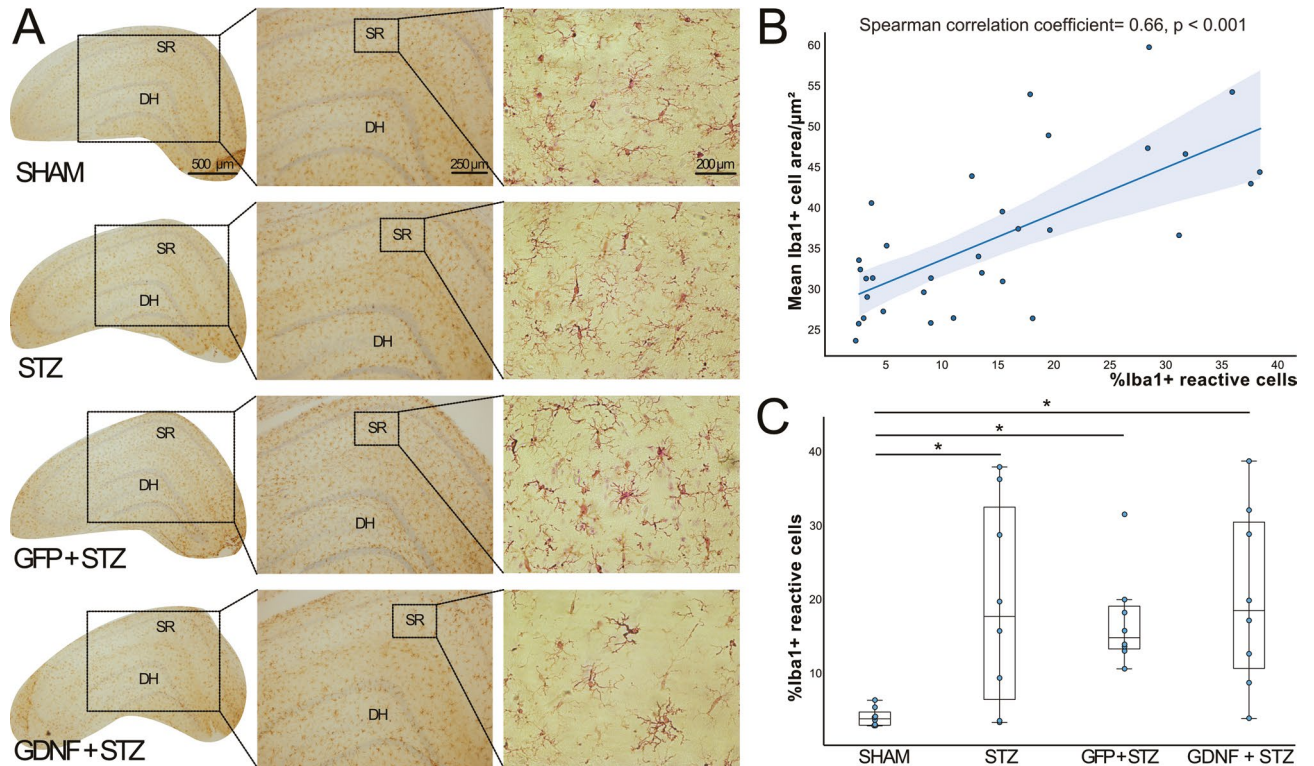 A
SR
DH
500 µm
SHAM
SR
DH
250 µm
200 µm
SR
DH
STZ
SR
DH
SR
DH
GFP + STZ
SR
DH
SR
DH
GDNF + STZ
SR
DH
B
Spearman correlation coefficient= 0.66, p < 0.001
Mean Iba1+ cell area/µm²
60
55
50
45
40
35
30
25
5
10
15
20
25
30
35
40
%Iba1+ reactive cells
C
*
*
*
%Iba1+ reactive cells
40
30
20
10
SHAM
STZ
GFP+STZ
GDNF + STZ